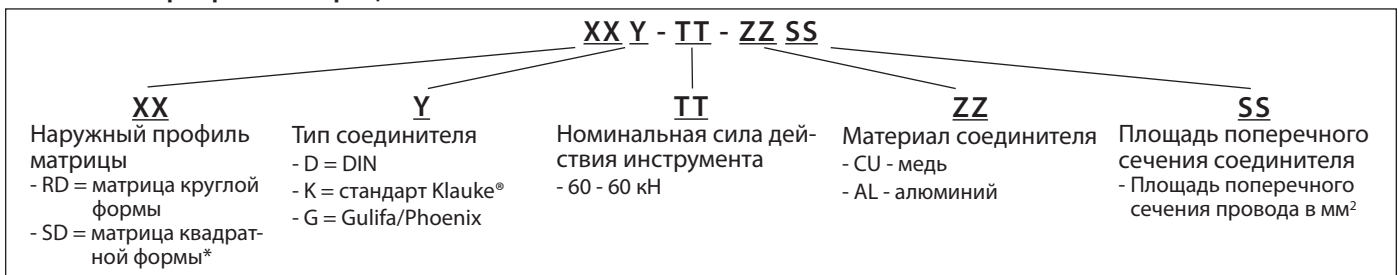 XX Y - TT - ZZ SS
XX
Наружный профиль
матрицы
- RD = матрица круглой
формы
- SD = матрица квадрат-
ной формы*
Y
Тип соединителя
- D = DIN
- K = стандарт Klauke®
- G = Gulifa/Phoenix
TT
Номинальная сила дей-
ствия инструмента
- 60 - 60 кН
ZZ
Материал соединителя
- CU - медь
- AL - алюминий
SS
Площадь поперечного
сечения соединителя
- Площадь поперечного
сечения провода в мм²